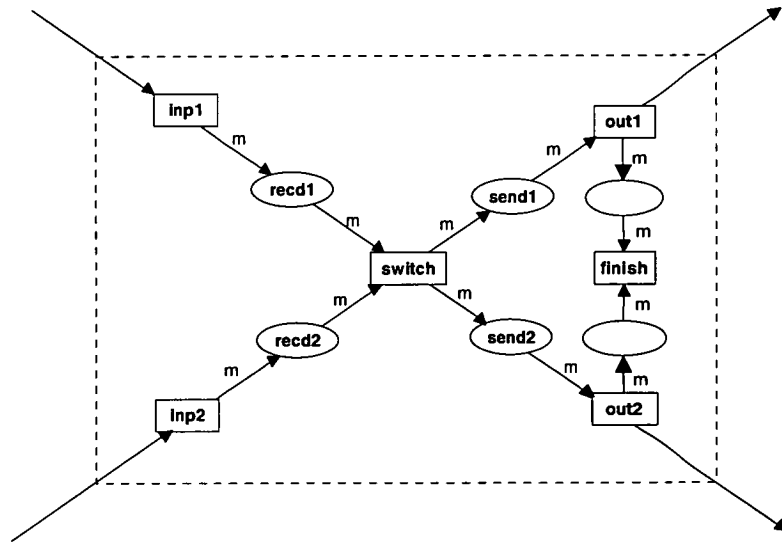 inp1
out1
m
m
m
recd1
send1
m
m
m
switch
finish
m
m
m
recd2
send2
m
m
m
inp2
out2